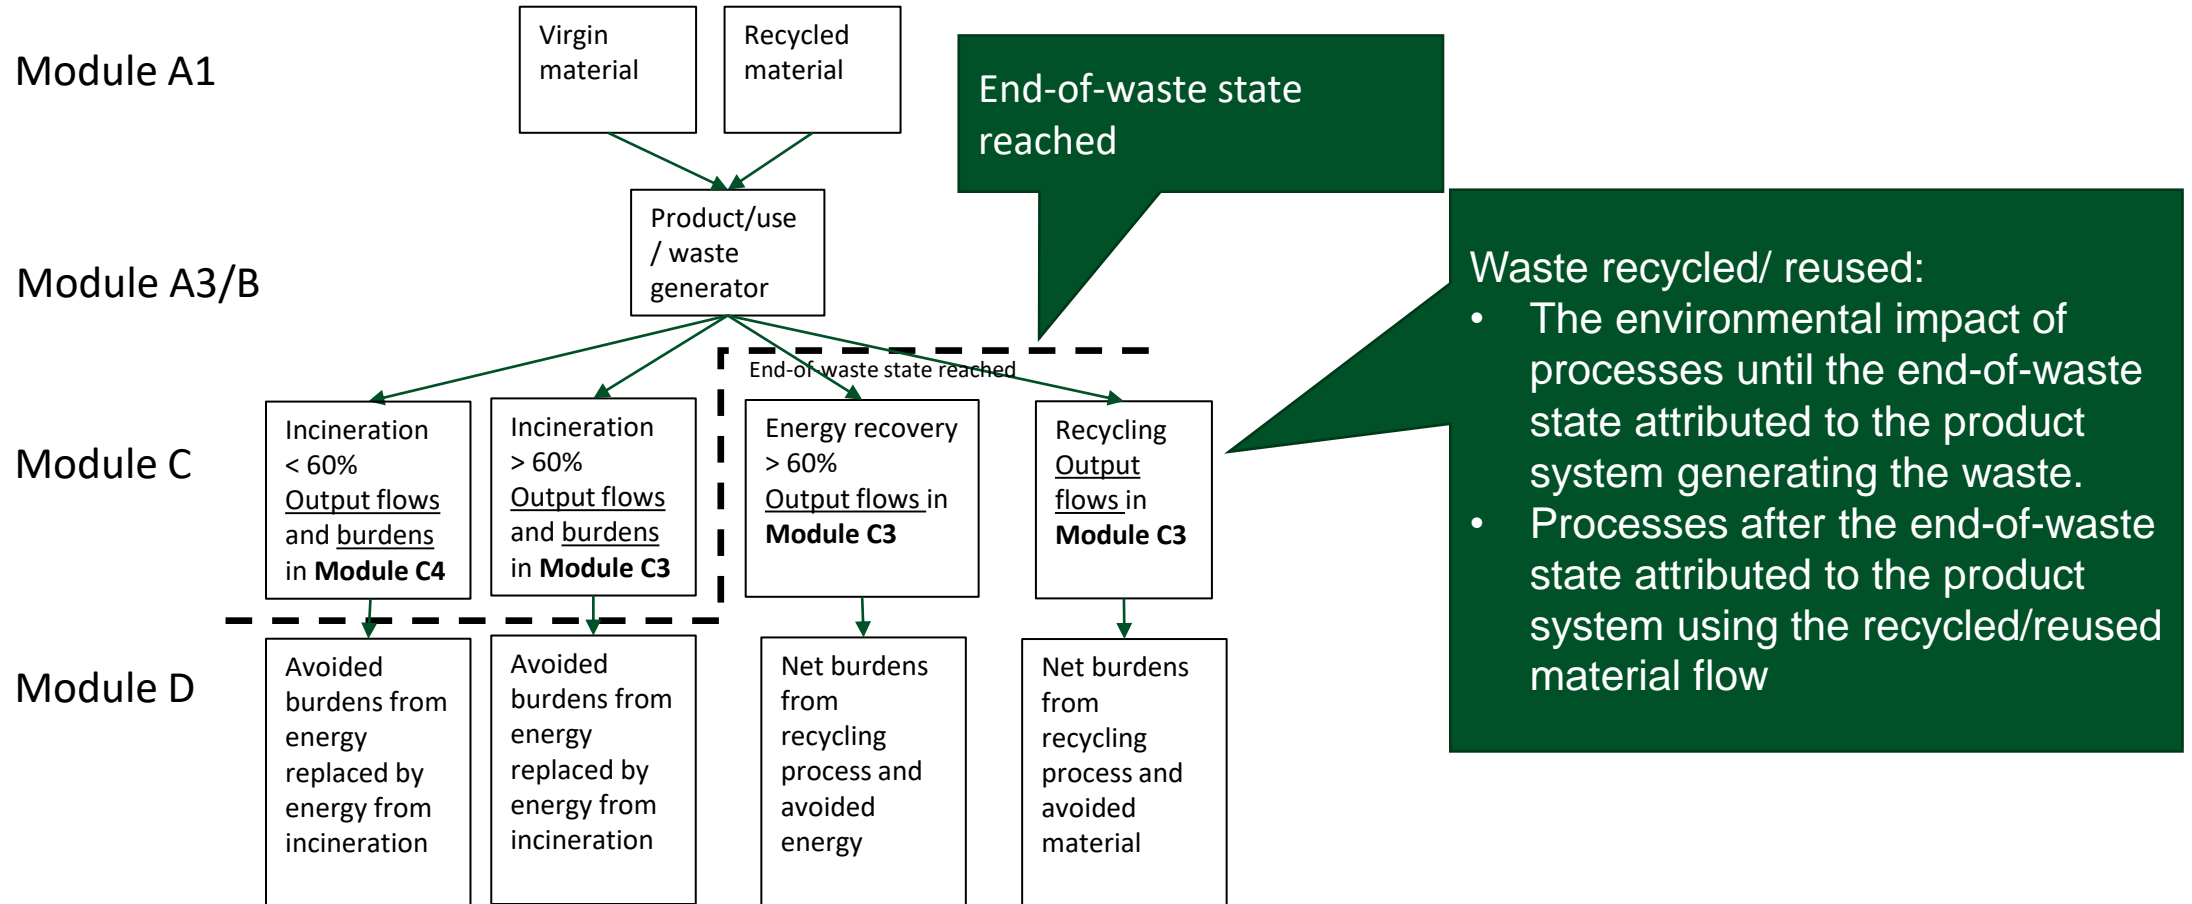 Module A1
Virgin
material
Recycled
material
End-of-waste state
reached
Module A3/B
Product/use
/ waste
generator
Waste recycled/ reused:
• The environmental impact of
processes until the end-of-waste
state attributed to the product
system generating the waste.
• Processes after the end-of-waste
state attributed to the product
system using the recycled/reused
material flow
End-of-waste state reached
Module C
Incineration
< 60%
Output flows
and burdens
in Module C4
Incineration
> 60%
Output flows
and burdens
in Module C3
Energy recovery
> 60%
Output flows in
Module C3
Recycling
Output
flows in
Module C3
Module D
Avoided
burdens from
energy
replaced by
energy from
incineration
Avoided
burdens from
energy
replaced by
energy from
incineration
Net burdens
from
recycling
process and
avoided
energy
Net burdens
from
recycling
process and
avoided
material